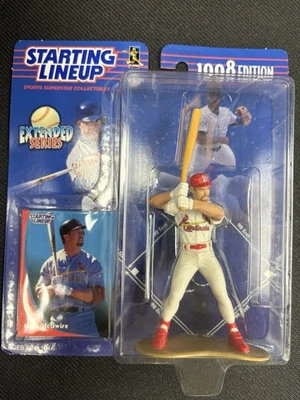 STARTING
LINEUP
SPORTS SUPERSTAR COLLECTIBLES
1998 EDITION
EXTENDED
SERIES
Cardinals
STARTING
LINEUP